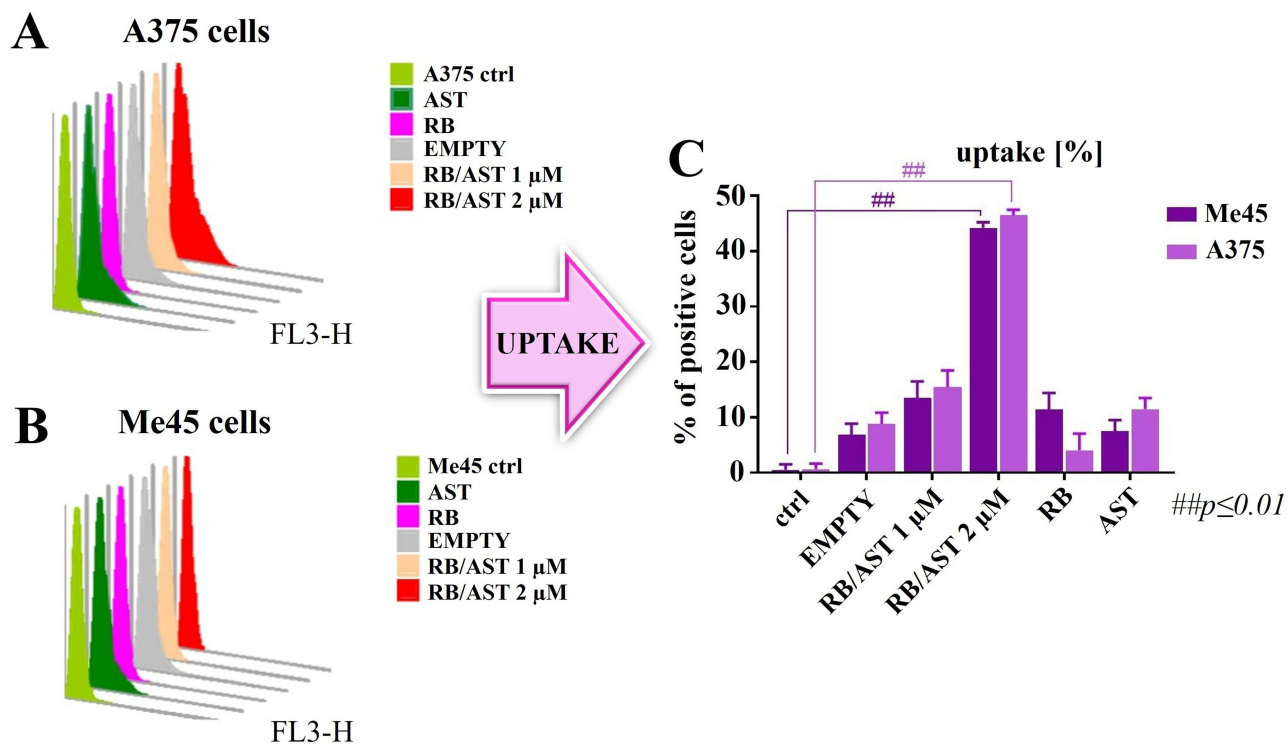 A
A375 cells
A375 ctrl
AST
RB
EMPTY
RB/AST 1 µM
RB/AST 2 µM
FL3-H
B
Me45 cells
Me45 ctrl
AST
RB
EMPTY
RB/AST 1 µM
RB/AST 2 µM
FL3-H
UPTAKE
C
uptake [%]
##
##
% of positive cells
50
40
30
20
10
0
ctrl
EMPTY
RB/AST 1 µM
RB/AST 2 µM
RB
AST
Me45
A375
##p≤0.01